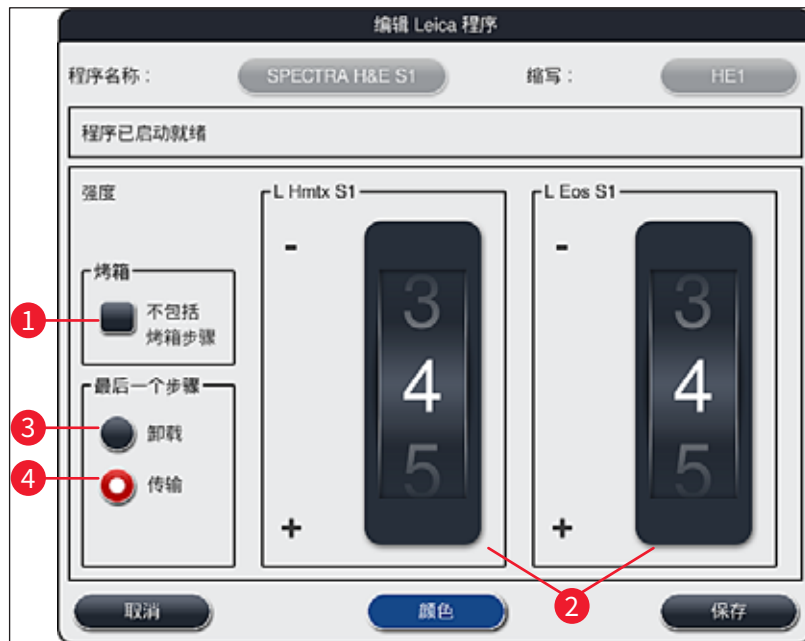 编辑 Leica 程序
程序名称： SPECTRA H&E S1 缩写： HE1
程序已启动就绪
强度
L Hmtx S1
L Eos S1
- -
烤箱
1 不包括
烤箱步骤
3 3
4 4
5 5
最后一个步骤
3 卸载
4 传输
+ +
2
取消 颜色 保存